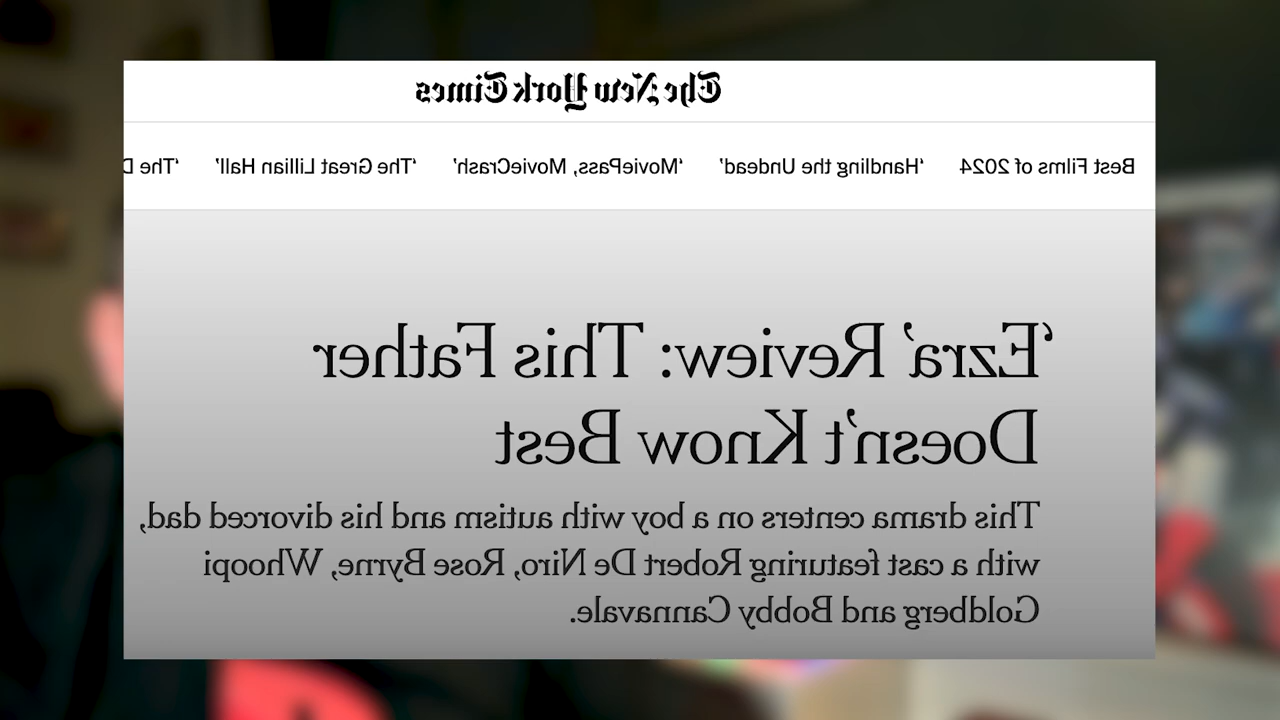 The New York Times
Best Films of 2024 ‘Handling the Undead’ ‘MoviePass, MovieCrash’ ‘The Great Lillian Hall’ ‘The D
‘Ezra’ Review: This Father
Doesn’t Know Best
This drama centers on a boy with autism and his divorced dad,
with a cast featuring Robert De Niro, Rose Byrne, Whoopi
Goldberg and Bobby Cannavale.